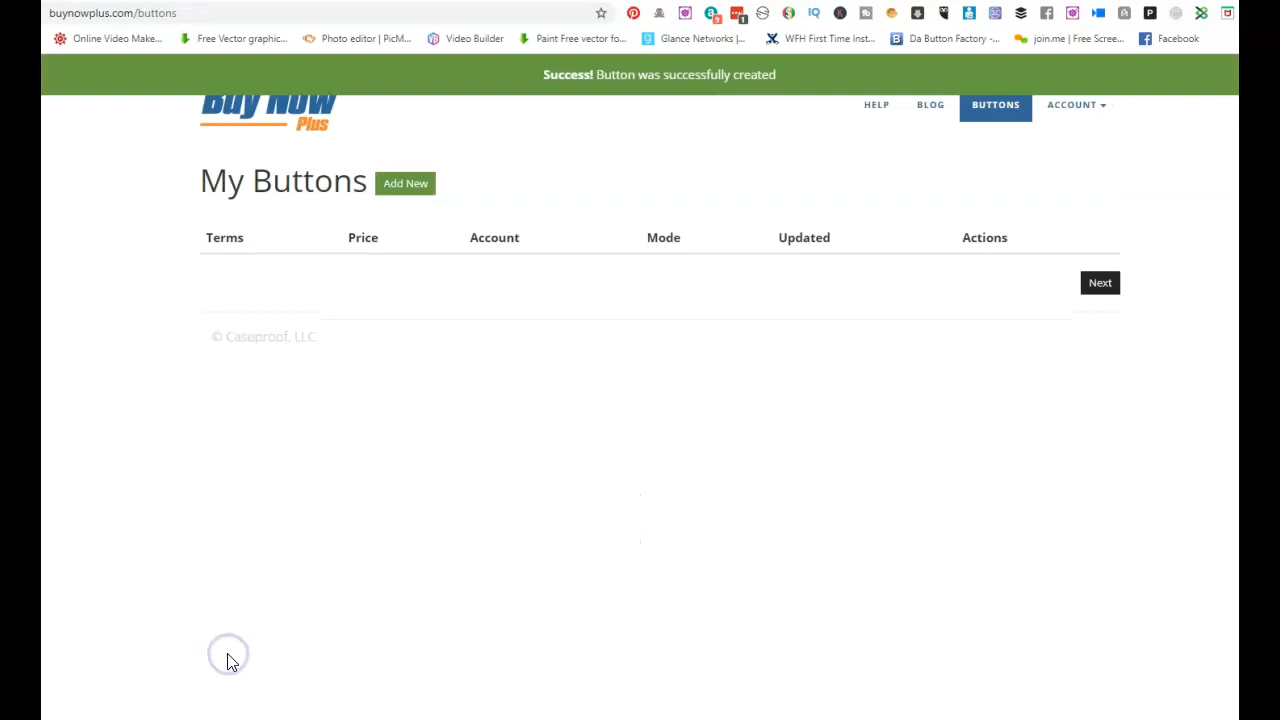 buynowplus.com/buttons
Online Video Make... Free Vector graphic... Photo editor | PicM... Video Builder Paint Free vector fo... Glance Networks |... WFH First Time Inst... Da Button Factory -... join.me | Free Scree... Facebook
Success! Button was successfully created
Buy Now
Plus
HELP BLOG BUTTONS ACCOUNT
My Buttons Add New
Terms Price Account Mode Updated Actions
Next
© Caseproof, LLC